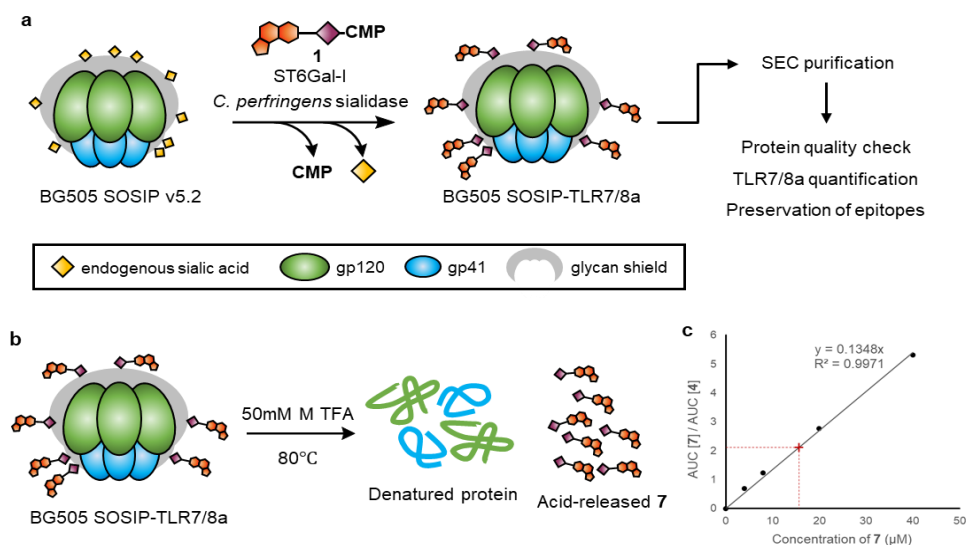 a
CMP
1
ST6Gal-I
C. perfringens sialidase
CMP
BG505 SOSIP v5.2
BG505 SOSIP-TLR7/8a
SEC purification
Protein quality check
TLR7/8a quantification
Preservation of epitopes
endogenous sialic acid
gp120
gp41
glycan shield
b
50mM M TFA
80℃
BG505 SOSIP-TLR7/8a
Denatured protein
Acid-released 7
c
y = 0.1348x
R² = 0.9971
AUC [7] / AUC [4]
6
5
4
3
2
1
0
0 10 20 30 40 50
Concentration of 7 (µM)